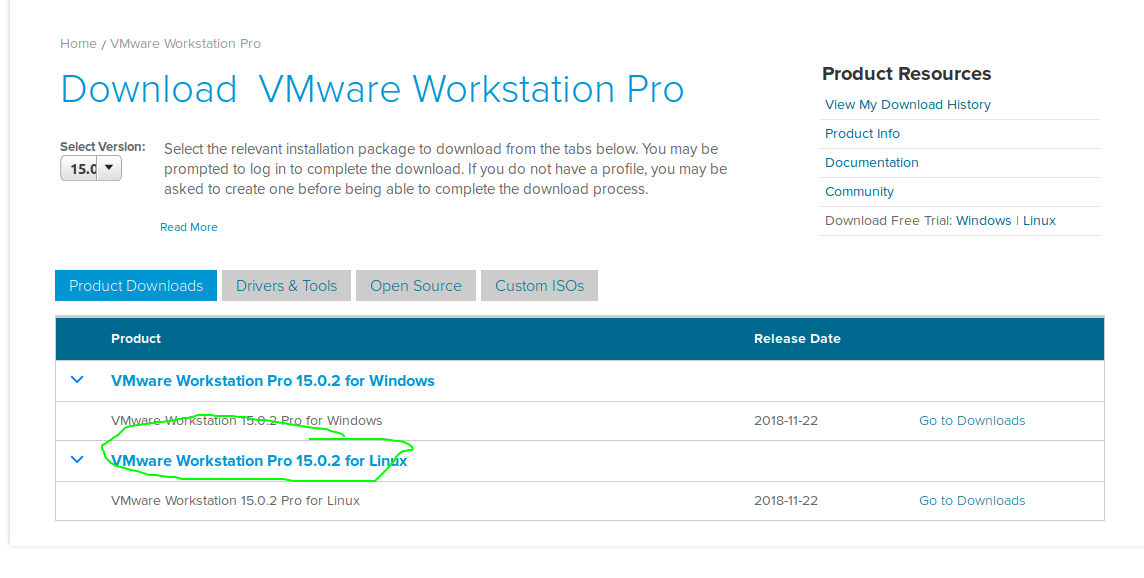 Home / VMware Workstation Pro
Download VMware Workstation Pro
Select Version:
15.0
Select the relevant installation package to download from the tabs below. You may be
prompted to log in to complete the download. If you do not have a profile, you may be
asked to create one before being able to complete the download process.
Read More
Product Resources
View My Download History
Product Info
Documentation
Community
Download Free Trial: Windows | Linux
Product Downloads
Drivers & Tools
Open Source
Custom ISOs
Product Release Date
VMware Workstation Pro 15.0.2 for Windows
VMware Workstation 15.0.2 Pro for Windows 2018-11-22 Go to Downloads
VMware Workstation Pro 15.0.2 for Linux
VMware Workstation 15.0.2 Pro for Linux 2018-11-22 Go to Downloads